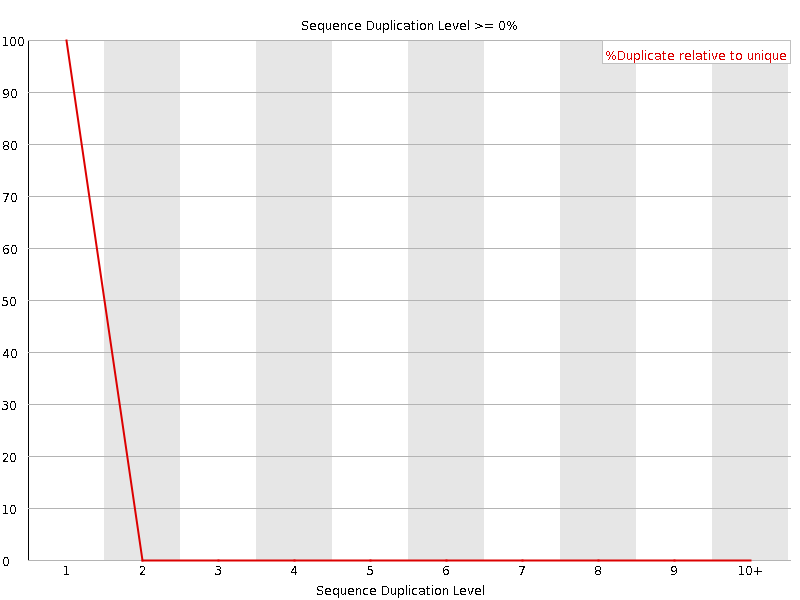 Sequence Duplication Level >= 0%
%Duplicate relative to unique
100
90
80
70
60
50
40
30
20
10
0
1 2 3 4 5 6 7 8 9 10+
Sequence Duplication Level